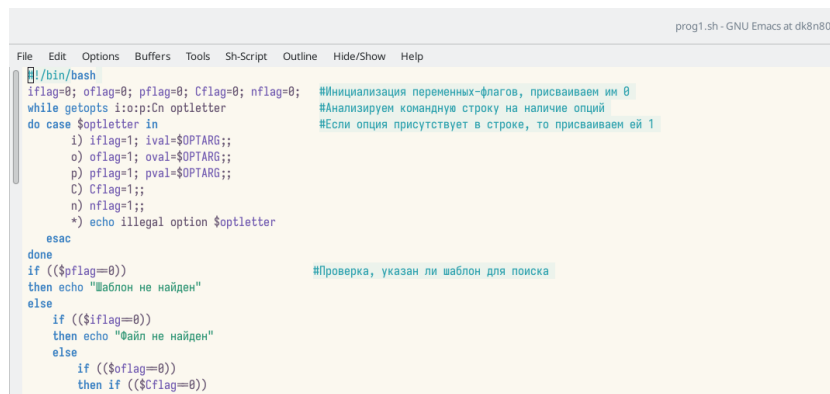 prog1.sh - GNU Emacs at dk8n80
File Edit Options Buffers Tools Sh-Script Outline Hide/Show Help
#!/bin/bash
iflag=0; oflag=0; pflag=0; Cflag=0; nflag=0; #Инициализация переменных-флагов, присваиваем им 0
while getopts i:o:p:Cn optletter #Анализируем командную строку на наличие опций
do case $optletter in #Если опция присутствует в строке, то присваиваем ей 1
i) iflag=1; ival=$OPTARG;;
o) oflag=1; oval=$OPTARG;;
p) pflag=1; pval=$OPTARG;;
C) Cflag=1;;
n) nflag=1;;
*) echo illegal option $optletter
esac
done
if (($pflag==0)) #Проверка, указан ли шаблон для поиска
then echo "Шаблон не найден"
else
if (($iflag==0))
then echo "Файл не найден"
else
if (($oflag==0))
then if (($Cflag==0))